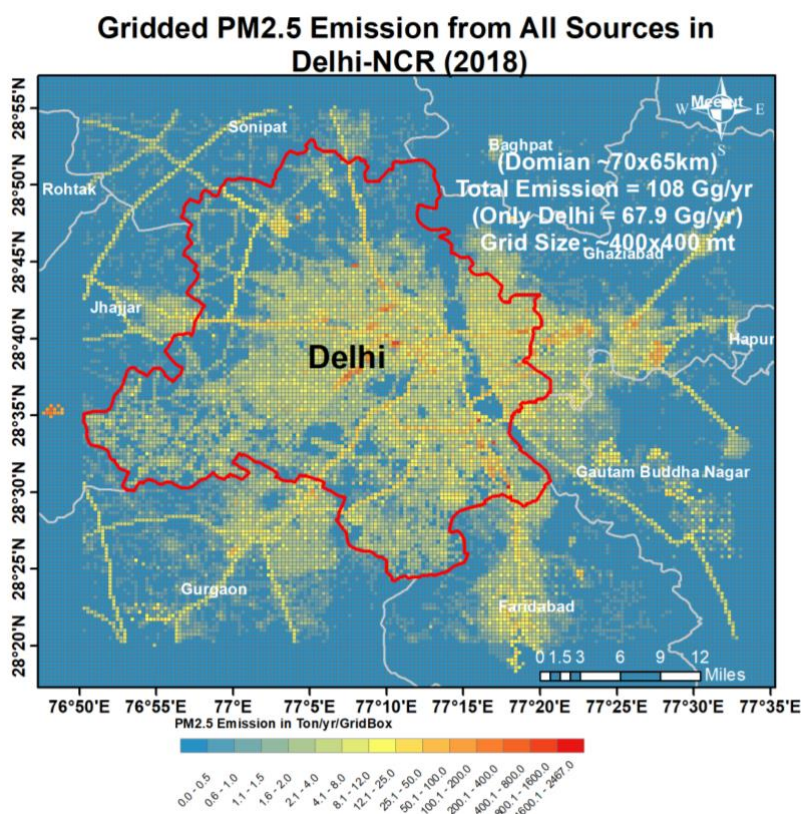 Gridded PM2.5 Emission from All Sources in
Delhi-NCR (2018)
28°55'N
28°50'N
28°45'N
28°40'N
28°35'N
28°30'N
28°25'N
28°20'N
Meerut
W E
S
Sonipat
Baghpat
(Domian ~70x65km)
Rohtak
Total Emission = 108 Gg/yr
(Only Delhi = 67.9 Gg/yr)
Grid Size: ~400x400 mt
Ghaziabad
Jhajjar
Hapur
Delhi
Gautam Buddha Nagar
Gurgaon
Faridabad
0 1.5 3 6 9 12
Miles
76°50'E 76°55'E 77°0'E 77°5'E 77°10'E 77°15'E 77°20'E 77°25'E 77°30'E 77°35'E
PM2.5 Emission in Ton/yr/GridBox
0.0 - 0.5
0.6 - 1.0
1.1 - 1.5
1.6 - 2.0
2.1 - 4.0
4.1 - 8.0
8.1 - 12.0
12.1 - 25.0
25.1 - 50.0
50.1 - 100.0
100.1 - 200.0
200.1 - 400.0
400.1 - 800.0
800.1 - 1600.0
1600.1 - 2467.0